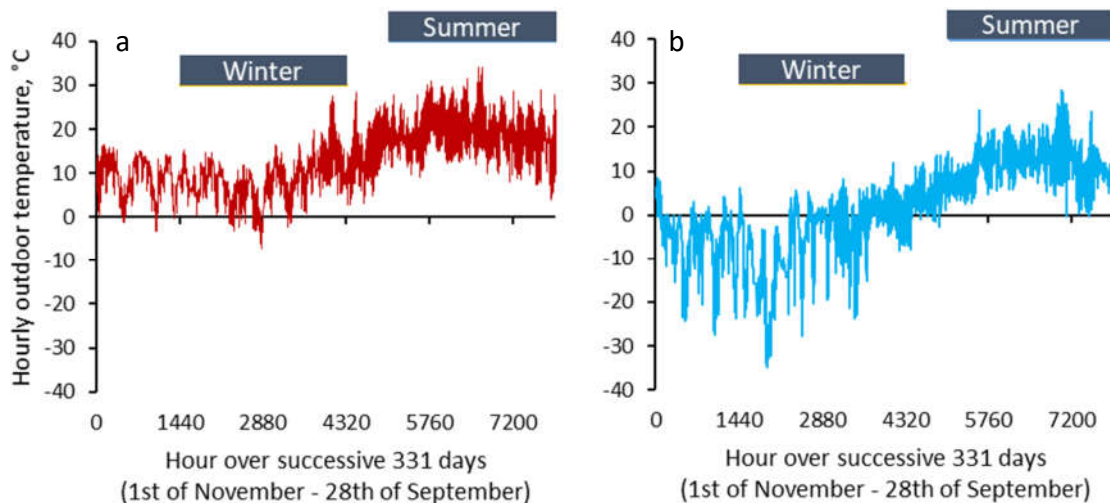 a
Summer
Winter
Hourly outdoor temperature, °C
40
30
20
10
0
-10
-20
-30
-40
0 1440 2880 4320 5760 7200
Hour over successive 331 days
(1st of November - 28th of September)
b
Summer
Winter
40
30
20
10
0
-10
-20
-30
-40
0 1440 2880 4320 5760 7200
Hour over successive 331 days
(1st of November - 28th of September)